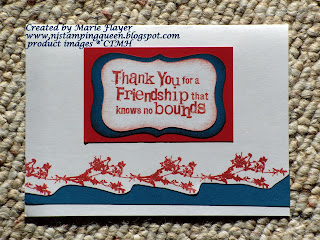 Created by Marie Flayer
www.njstampingqueen.blogspot.com
product images * CTMH
Thank You for a
Friendship that
knows no bounds